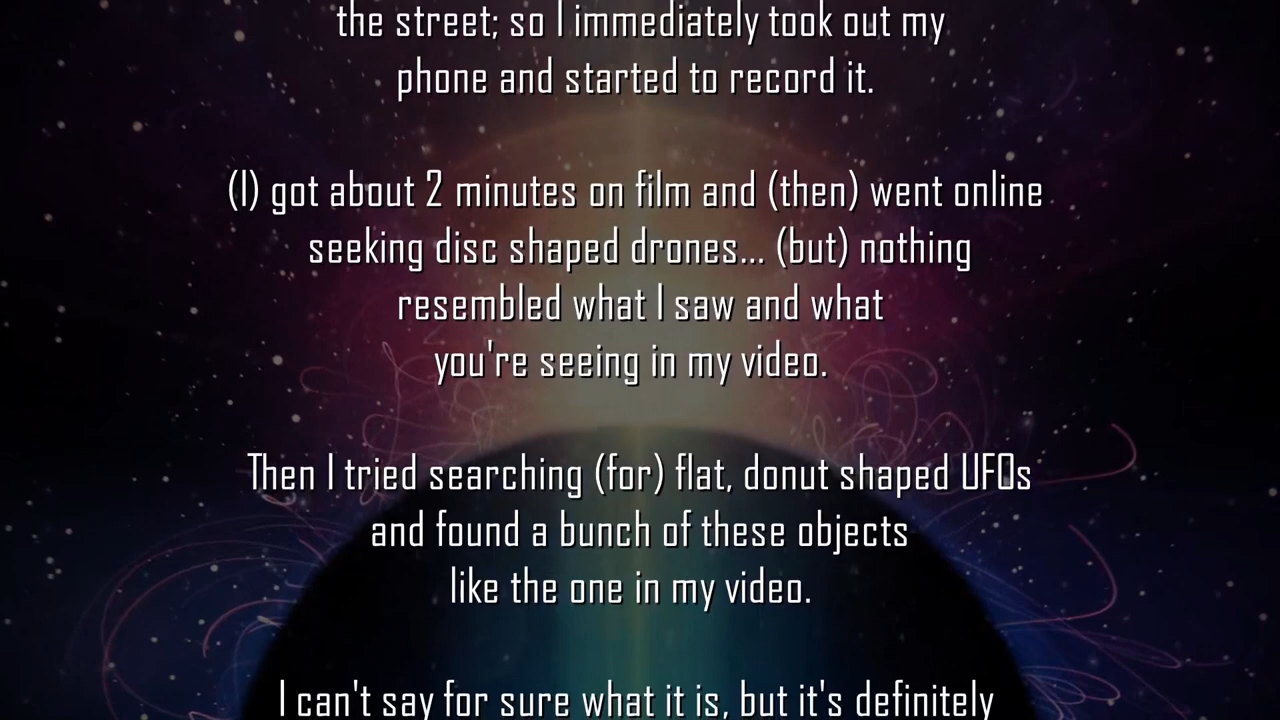 the street; so I immediately took out my
phone and started to record it.
(I) got about 2 minutes on film and (then) went online
seeking disc shaped drones... (but) nothing
resembled what I saw and what
you're seeing in my video.
Then I tried searching (for) flat, donut shaped UFOs
and found a bunch of these objects
like the one in my video.
I can't say for sure what it is, but it's definitely